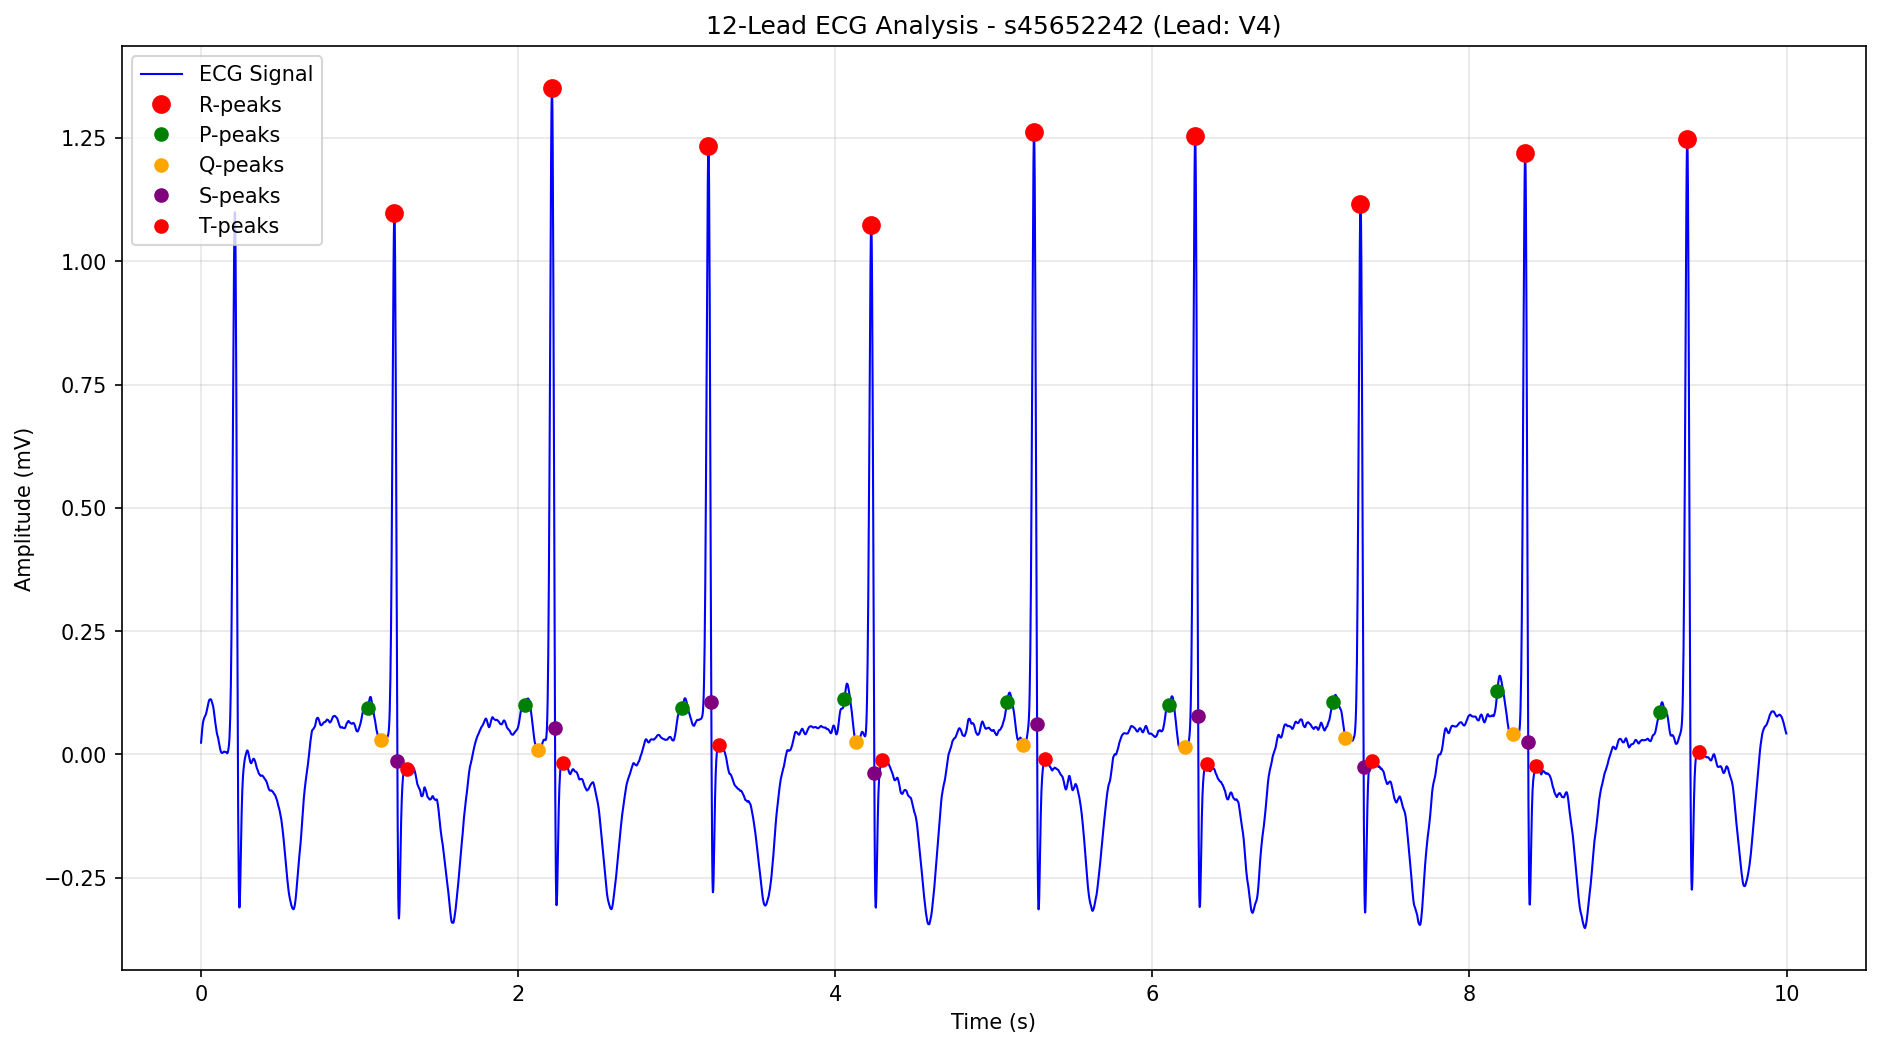 12-Lead ECG Analysis - s45652242 (Lead: V4)
ECG Signal
R-peaks
P-peaks
Q-peaks
S-peaks
T-peaks
Amplitude (mV)
1.25
1.00
0.75
0.50
0.25
0.00
−0.25
0 2 4 6 8 10
Time (s)